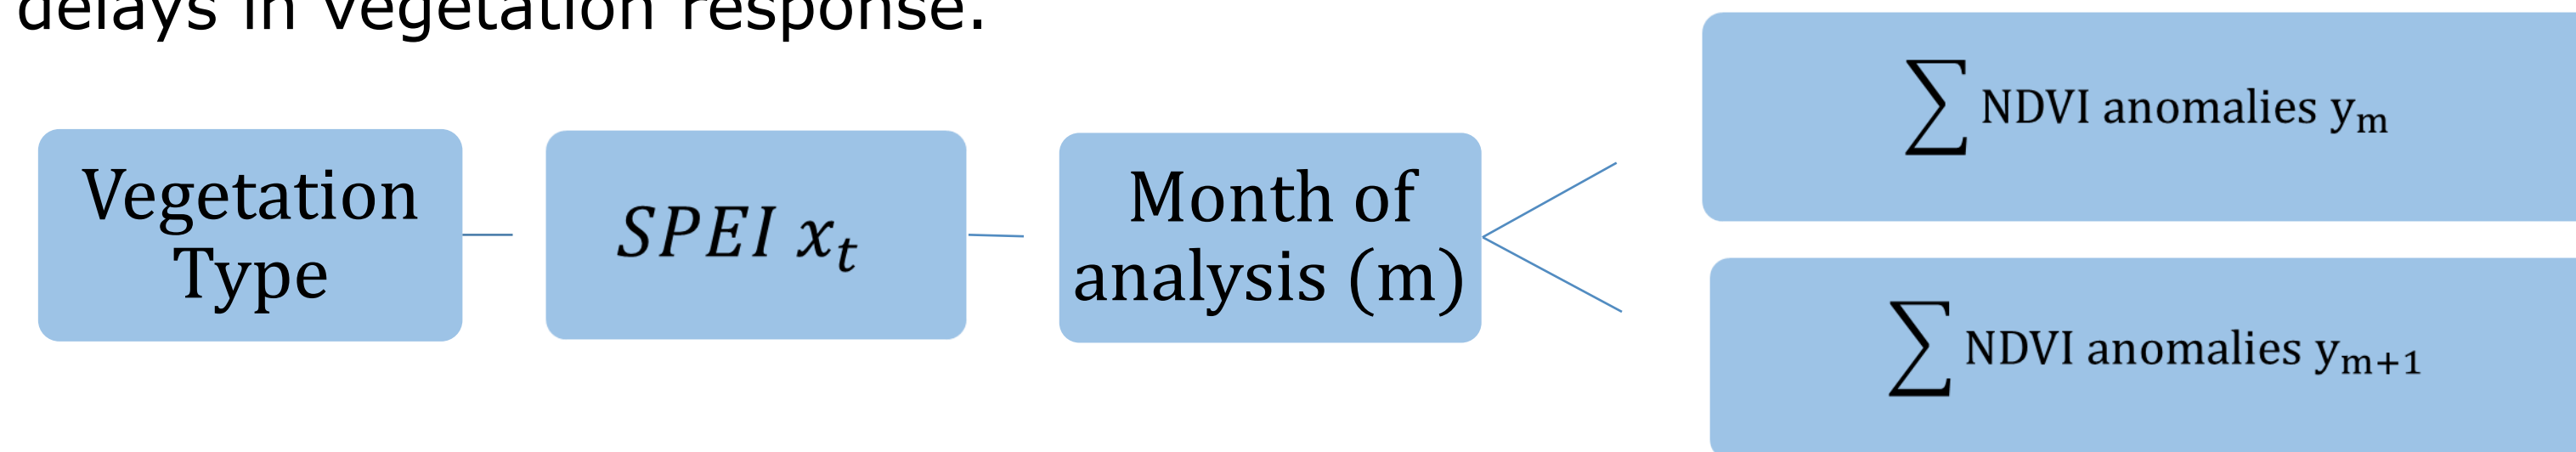 delays in vegetation response.
Vegetation
Type
SPEI xₜ
Month of
analysis (m)
∑ NDVI anomalies yₘ
∑ NDVI anomalies yₘ₊₁